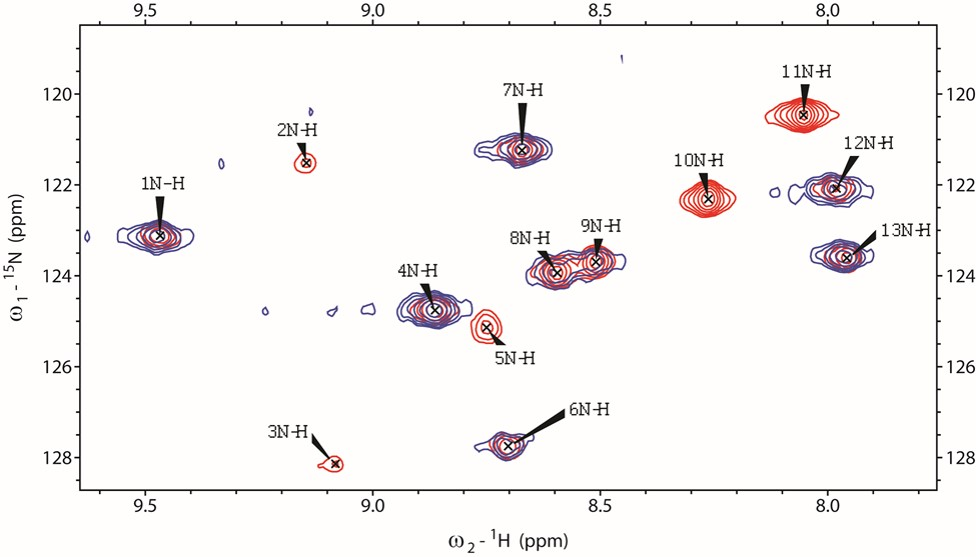 9.5 9.0 8.5 8.0
11N-H
120 120
7N-H
2N-H
12N-H
10N-H
122 122
1N-H
9N-H
13N-H
8N-H
4N-H
124 124
5N-H
126 126
6N-H
3N-H
128 128
9.5 9.0 8.5 8.0
ω₂ - ¹H (ppm)
ω₁ - ¹⁵N (ppm)